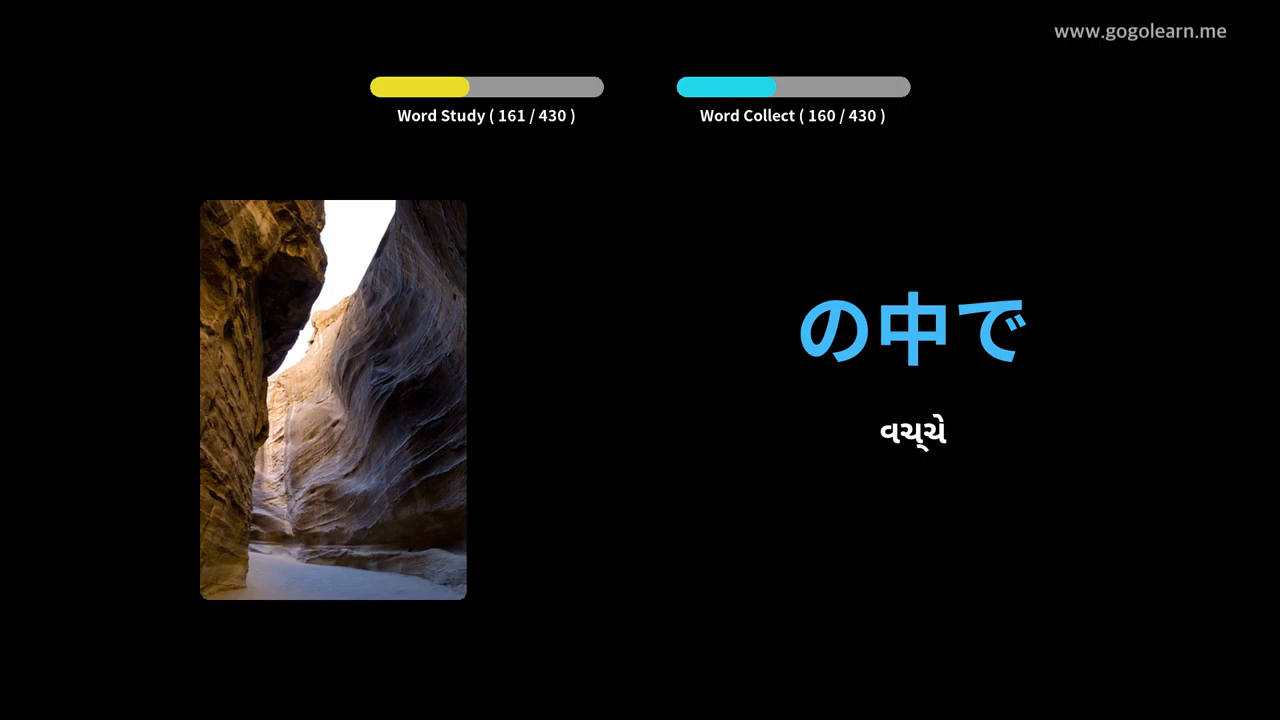 www.gogolearn.me
Word Study ( 161 / 430 )
Word Collect ( 160 / 430 )
の中で
વચ્ચે